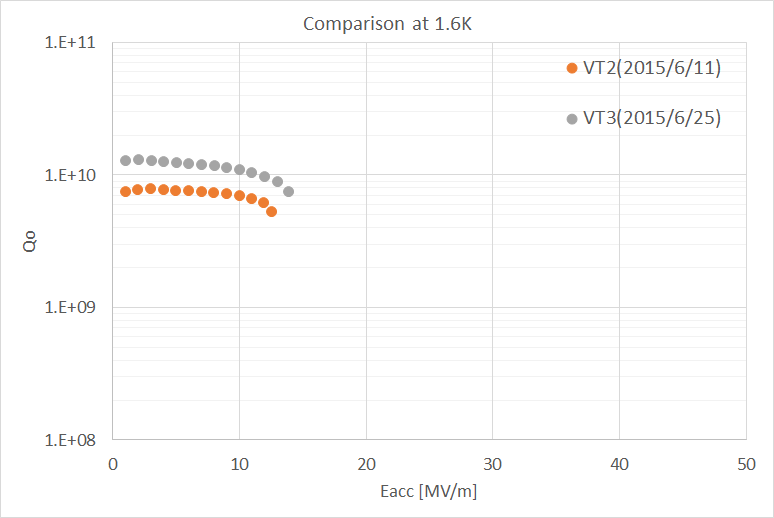 Comparison at 1.6K
1.E+11
VT2(2015/6/11)
VT3(2015/6/25)
1.E+10
Qo
1.E+09
1.E+08
0 10 20 30 40 50
Eacc [MV/m]